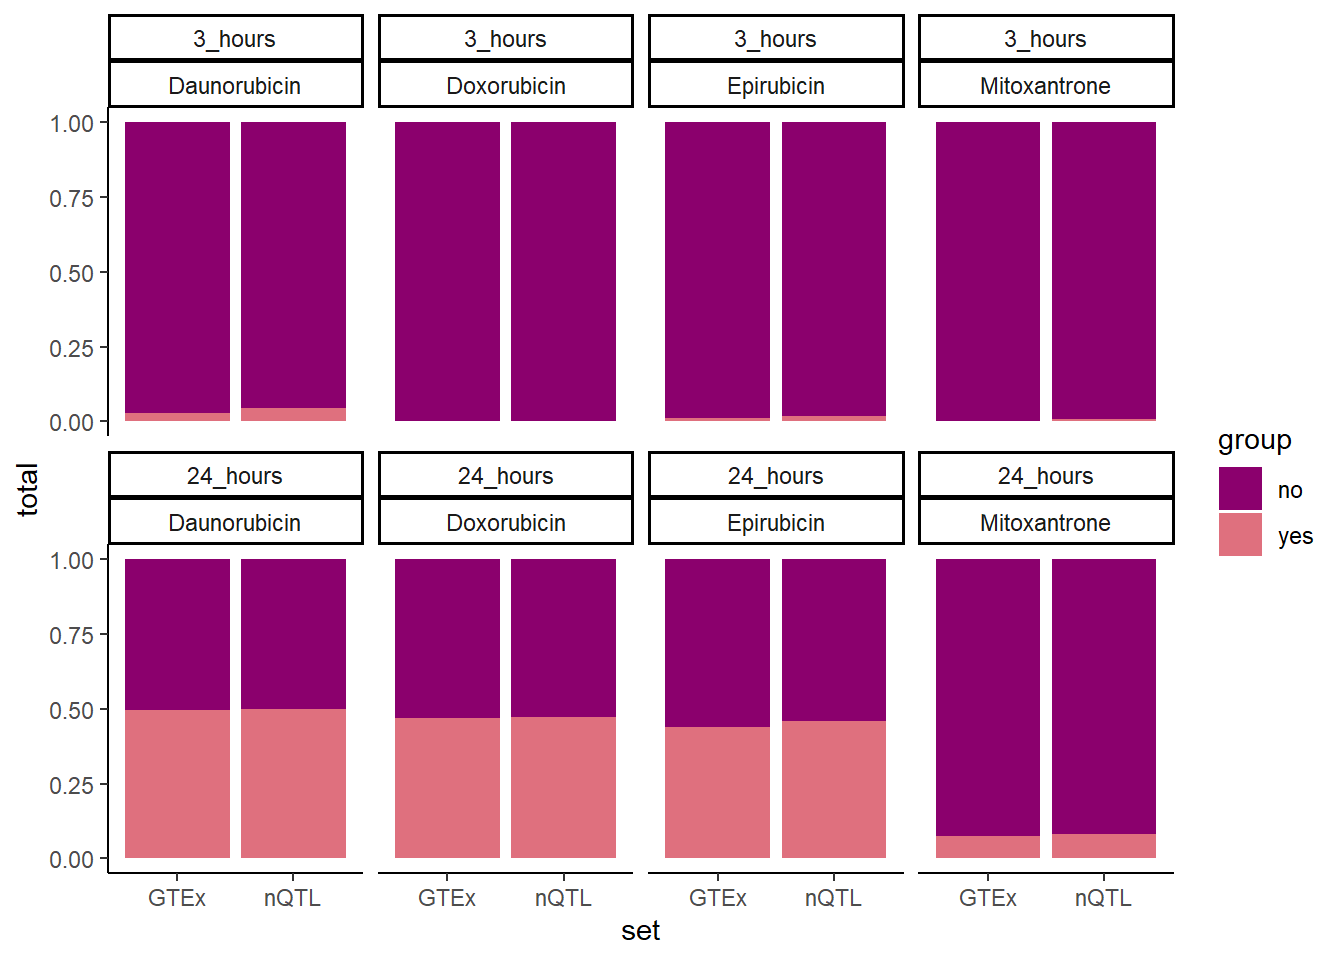 3_hours 3_hours 3_hours 3_hours
Daunorubicin Doxorubicin Epirubicin Mitoxantrone
1.00
0.75
0.50
0.25
0.00
24_hours 24_hours 24_hours 24_hours
Daunorubicin Doxorubicin Epirubicin Mitoxantrone
1.00
0.75
0.50
0.25
0.00
GTEx nQTL GTEx nQTL GTEx nQTL GTEx nQTL
set
total
group
no
yes